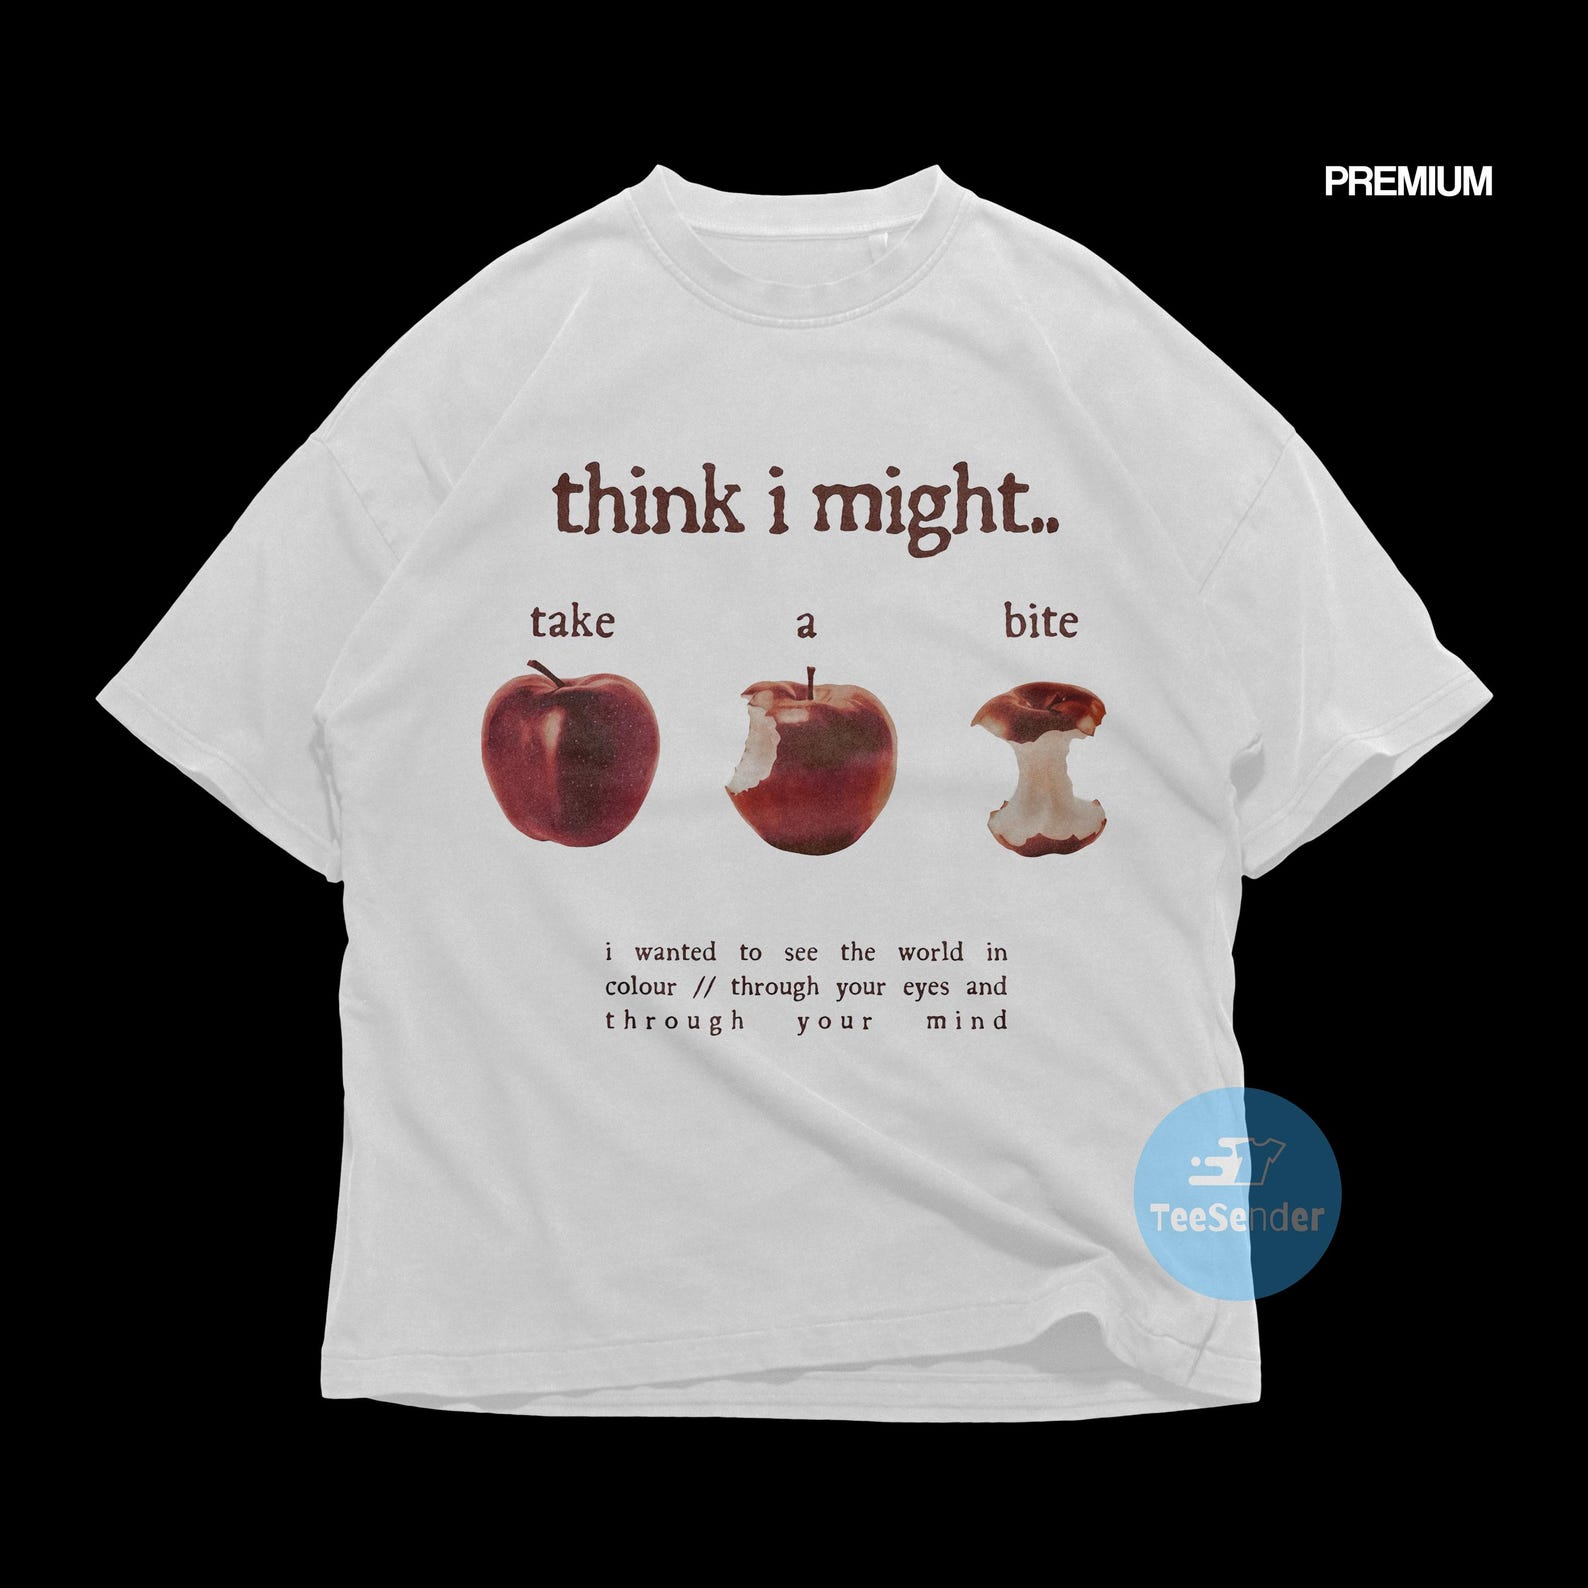 PREMIUM
think i might..
take a bite
i wanted to see the world in
colour // through your eyes and
through your mind
TeeSender